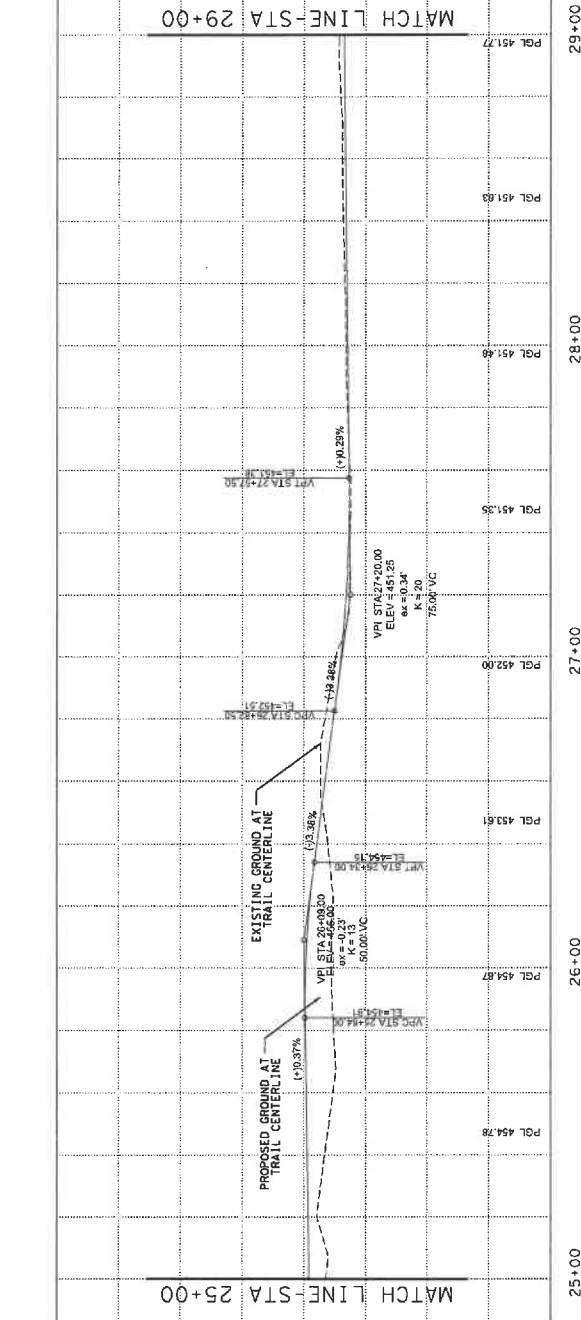 MATCH LINE-STA 25+00
PGL 454.78
PGL 454.87
PGL 453.61
PGL 452.00
PGL 451.35
PGL 451.48
PGL 451.63
PGL 451.77
MATCH LINE-STA 29+00
25+00
26+00
27+00
28+00
29+00
PROPOSED GROUND AT
TRAIL CENTERLINE
(+)0.37%
VPC STA 25+84.00
EL=454.91
VPI STA 26+09.00
ELEV = 455.00
ex = -0.23'
K = 13
50.00' VC
VPT STA 26+34.00
EL=454.15
(-)3.38%
EXISTING GROUND AT
TRAIL CENTERLINE
VPC STA 26+82.50
EL=452.51
(-)3.38%
VPI STA 27+20.00
ELEV = 451.25
ex = 0.34'
K = 20
75.00' VC
VPT STA 27+57.50
EL=451.36
(+)0.29%